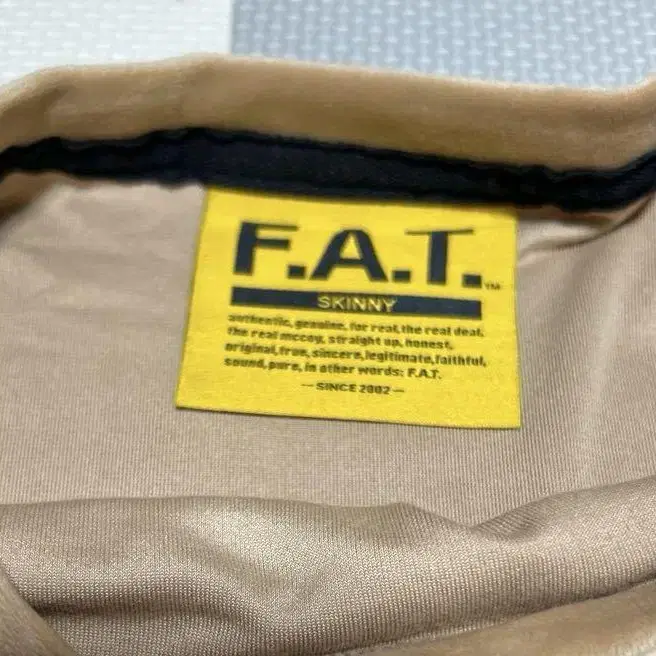 F.A.T.™
SKINNY
authentic, genuine, for real, the real deal,
the real mccoy, straight up, honest,
original, true, sincere, legitimate, faithful,
sound, pure, in other words: F.A.T.
— SINCE 2002 —